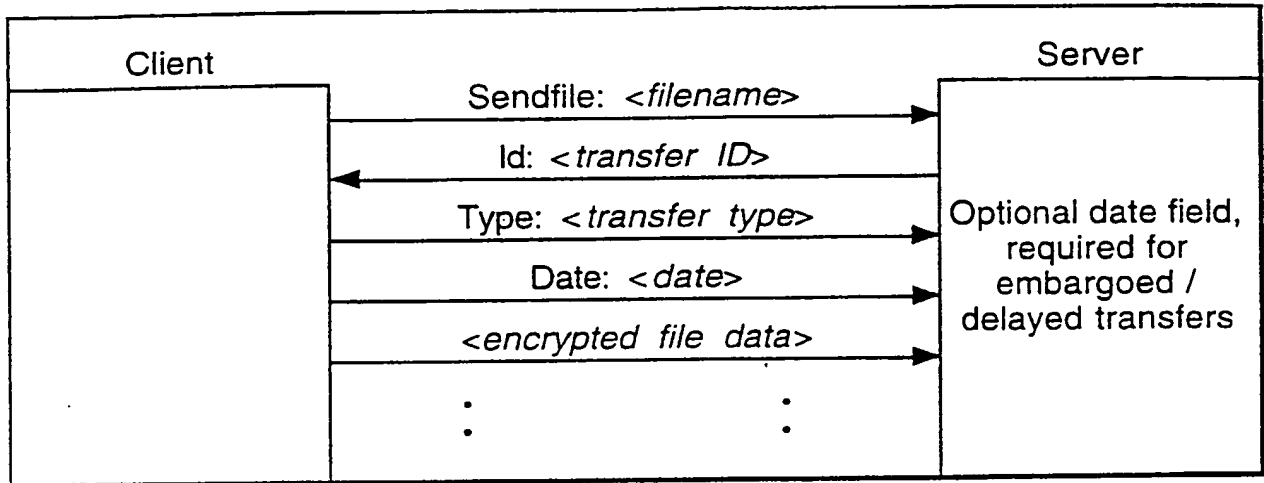 Client
Server
Sendfile: <filename>
Id: <transfer ID>
Type: <transfer type>
Date: <date>
<encrypted file data>
Optional date field,
required for
embargoed /
delayed transfers